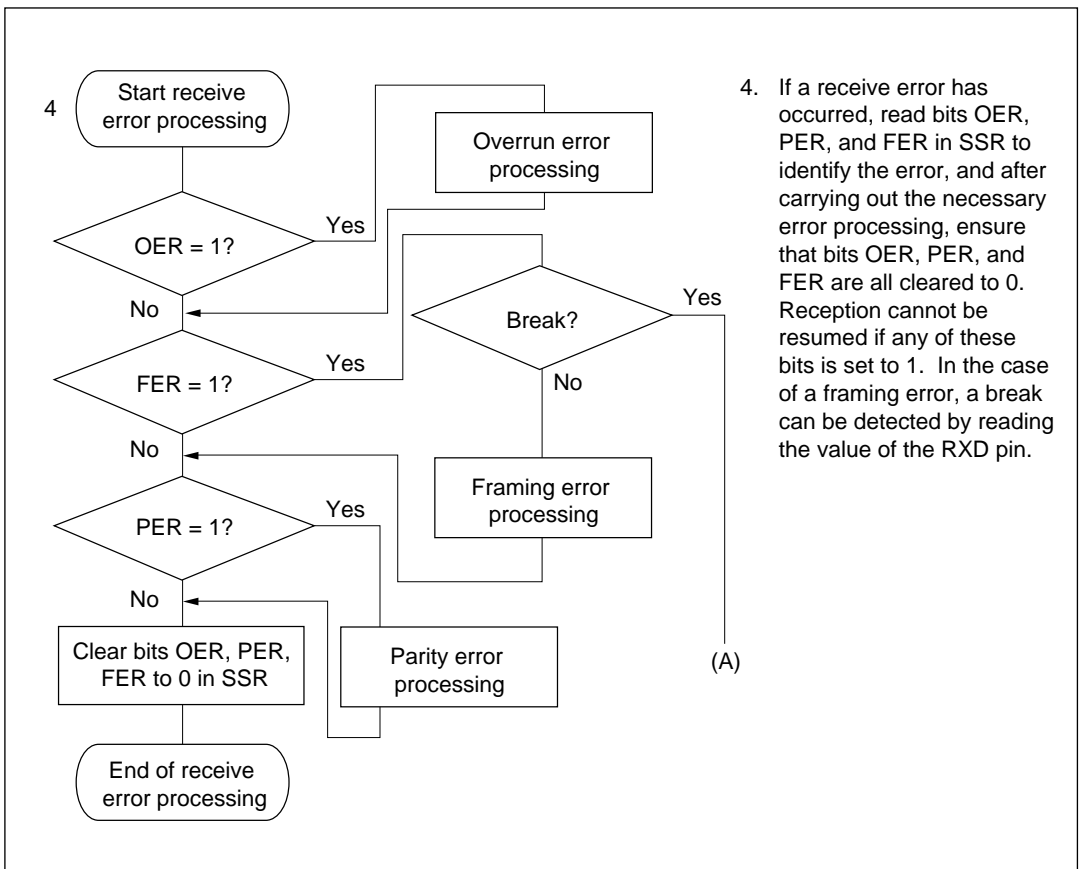 4
Start receive
error processing
Overrun error
processing
OER = 1?
Yes
No
Break?
Yes
No
FER = 1?
Yes
No
Framing error
processing
PER = 1?
Yes
No
Clear bits OER, PER,
FER to 0 in SSR
Parity error
processing
(A)
End of receive
error processing
4. If a receive error has
occurred, read bits OER,
PER, and FER in SSR to
identify the error, and after
carrying out the necessary
error processing, ensure
that bits OER, PER, and
FER are all cleared to 0.
Reception cannot be
resumed if any of these
bits is set to 1. In the case
of a framing error, a break
can be detected by reading
the value of the RXD pin.